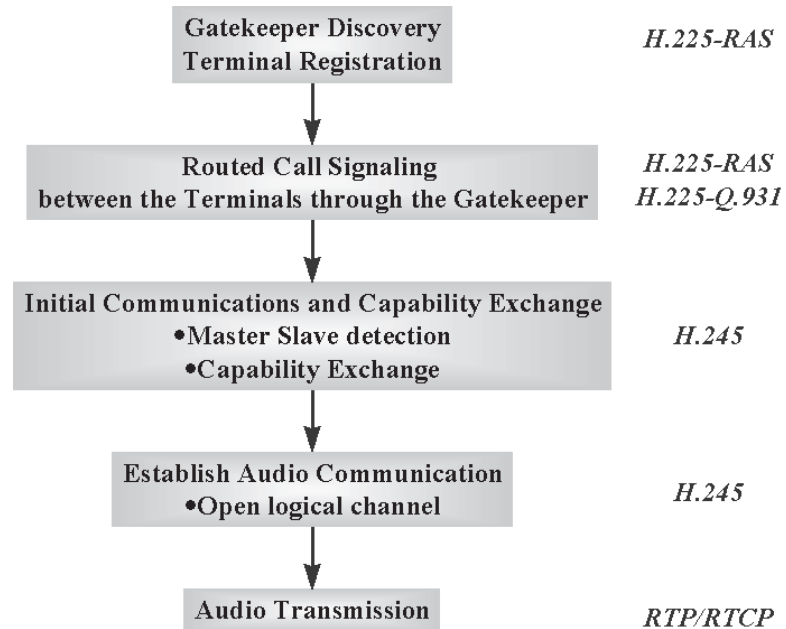 Gatekeeper Discovery
Terminal Registration
H.225-RAS
Routed Call Signaling
between the Terminals through the Gatekeeper
H.225-RAS
H.225-Q.931
Initial Communications and Capability Exchange
•Master Slave detection
•Capability Exchange
H.245
Establish Audio Communication
•Open logical channel
H.245
Audio Transmission
RTP/RTCP